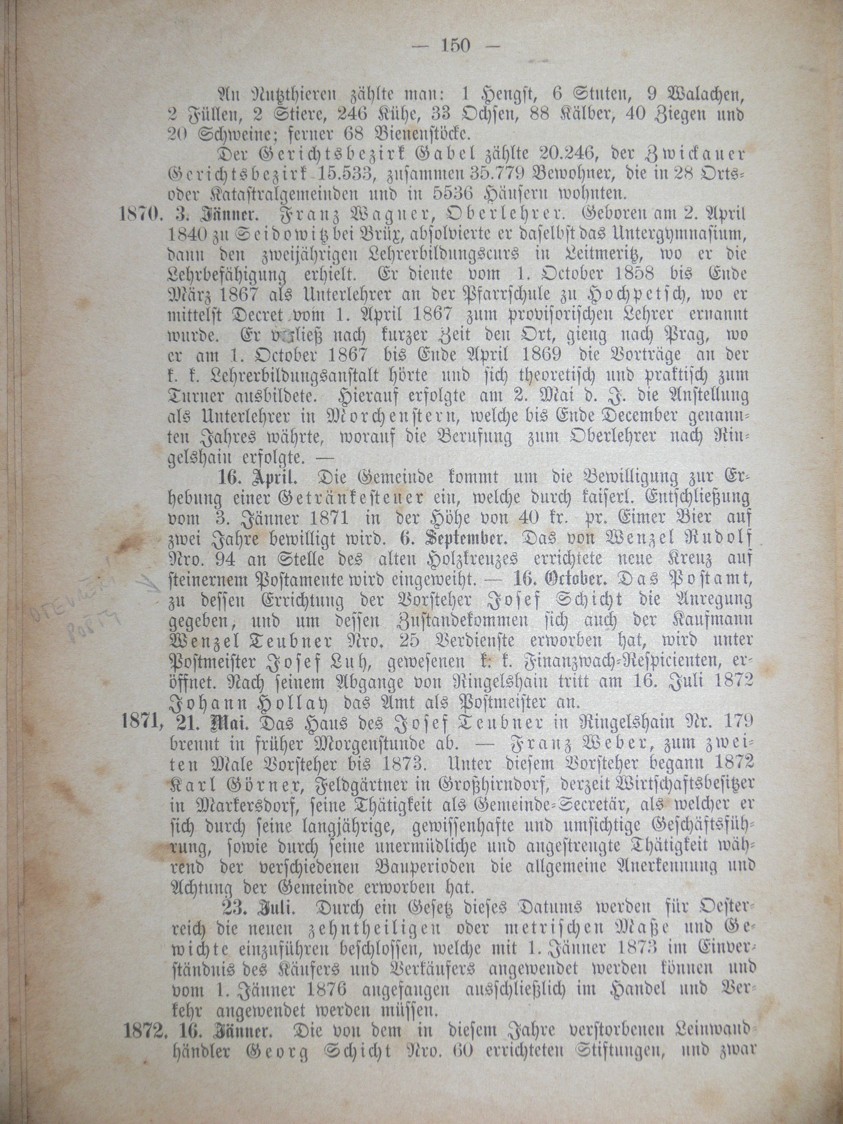 — 150 —
An Nutzthieren zählte man: 1 Hengst, 6 Stuten, 9 Walachen,
2 Füllen, 2 Stiere, 246 Kühe, 33 Ochsen, 88 Kälber, 40 Ziegen und
20 Schweine; ferner 68 Bienenstöcke.
Der Gerichtsbezirk Gabel zählte 20.246, der Zwickauer
Gerichtsbezirk 15.533, zusammen 35.779 Bewohner, die in 28 Orts-
oder Katastralgemeinden und in 5536 Häusern wohnten.
1870. 3. Jänner. Franz Wagner, Oberlehrer. Geboren am 2. April
1840 zu Seidowitz bei Brüx, absolvierte er daselbst das Untergymnasium,
dann den zweijährigen Lehrerbildungscurs in Leitmeritz, wo er die
Lehrbefähigung erhielt. Er diente vom 1. October 1858 bis Ende
März 1867 als Unterlehrer an der Pfarrschule zu Hochpetsch, wo er
mittelst Decret vom 1. April 1867 zum provisorischen Lehrer ernannt
wurde. Er verließ nach kurzer Zeit den Ort, gieng nach Prag, wo
er am 1. October 1867 bis Ende April 1869 die Vorträge an der
k. k. Lehrerbildungsanstalt hörte und sich theoretisch und praktisch zum
Turner ausbildete. Hierauf erfolgte am 2. Mai d. J. die Anstellung
als Unterlehrer in Morchenstern, welche bis Ende December genann-
ten Jahres währte, worauf die Berufung zum Oberlehrer nach Rin-
gelshain erfolgte. —
16. April. Die Gemeinde kommt um die Bewilligung zur Er-
hebung einer Getränkesteuer ein, welche durch kaiserl. Entschließung
vom 3. Jänner 1871 in der Höhe von 40 kr. pr. Eimer Bier auf
zwei Jahre bewilligt wird. 6. September. Das von Wenzel Rudolf
Nro. 94 an Stelle des alten Holzkreuzes errichtete neue Kreuz auf
steinernem Postamente wird eingeweiht. — 16. October. Das Postamt,
zu dessen Errichtung der Vorsteher Josef Schicht die Anregung
gegeben, und um dessen Zustandekommen sich auch der Kaufmann
Wenzel Teubner Nro. 25 Verdienste erworben hat, wird unter
Postmeister Josef Luh, gewesenen k. k. Finanzwach-Respicienten, er-
öffnet. Nach seinem Abgange von Ringelshain tritt am 16. Juli 1872
Johann Hollay das Amt als Postmeister an.
1871, 21. Mai. Das Haus des Josef Teubner in Ringelshain Nr. 179
brennt in früher Morgenstunde ab. — Franz Weber, zum zwei-
ten Male Vorsteher bis 1873. Unter diesem Vorsteher begann 1872
Karl Görner, Feldgärtner in Großhirndorf, derzeit Wirtschaftsbesitzer
in Markersdorf, seine Thätigkeit als Gemeinde-Secretär, als welcher er
sich durch seine langjährige, gewissenhafte und umsichtige Geschäftsfüh-
rung, sowie durch seine unermüdliche und angestrengte Thätigkeit wäh-
rend der verschiedenen Bauperioden die allgemeine Anerkennung und
Achtung der Gemeinde erworben hat.
23. Juli. Durch ein Gesetz dieses Datums werden für Oester-
reich die neuen zehntheiligen oder metrischen Maße und Ge-
wichte einzuführen beschlossen, welche mit 1. Jänner 1873 im Einver-
ständnis des Käufers und Verkäufers angewendet werden können und
vom 1. Jänner 1876 angefangen ausschließlich im Handel und Ver-
kehr angewendet werden müssen.
1872. 16. Jänner. Die von dem in diesem Jahre verstorbenen Leinwand-
händler Georg Schicht Nro. 60 errichteten Stiftungen, und zwar